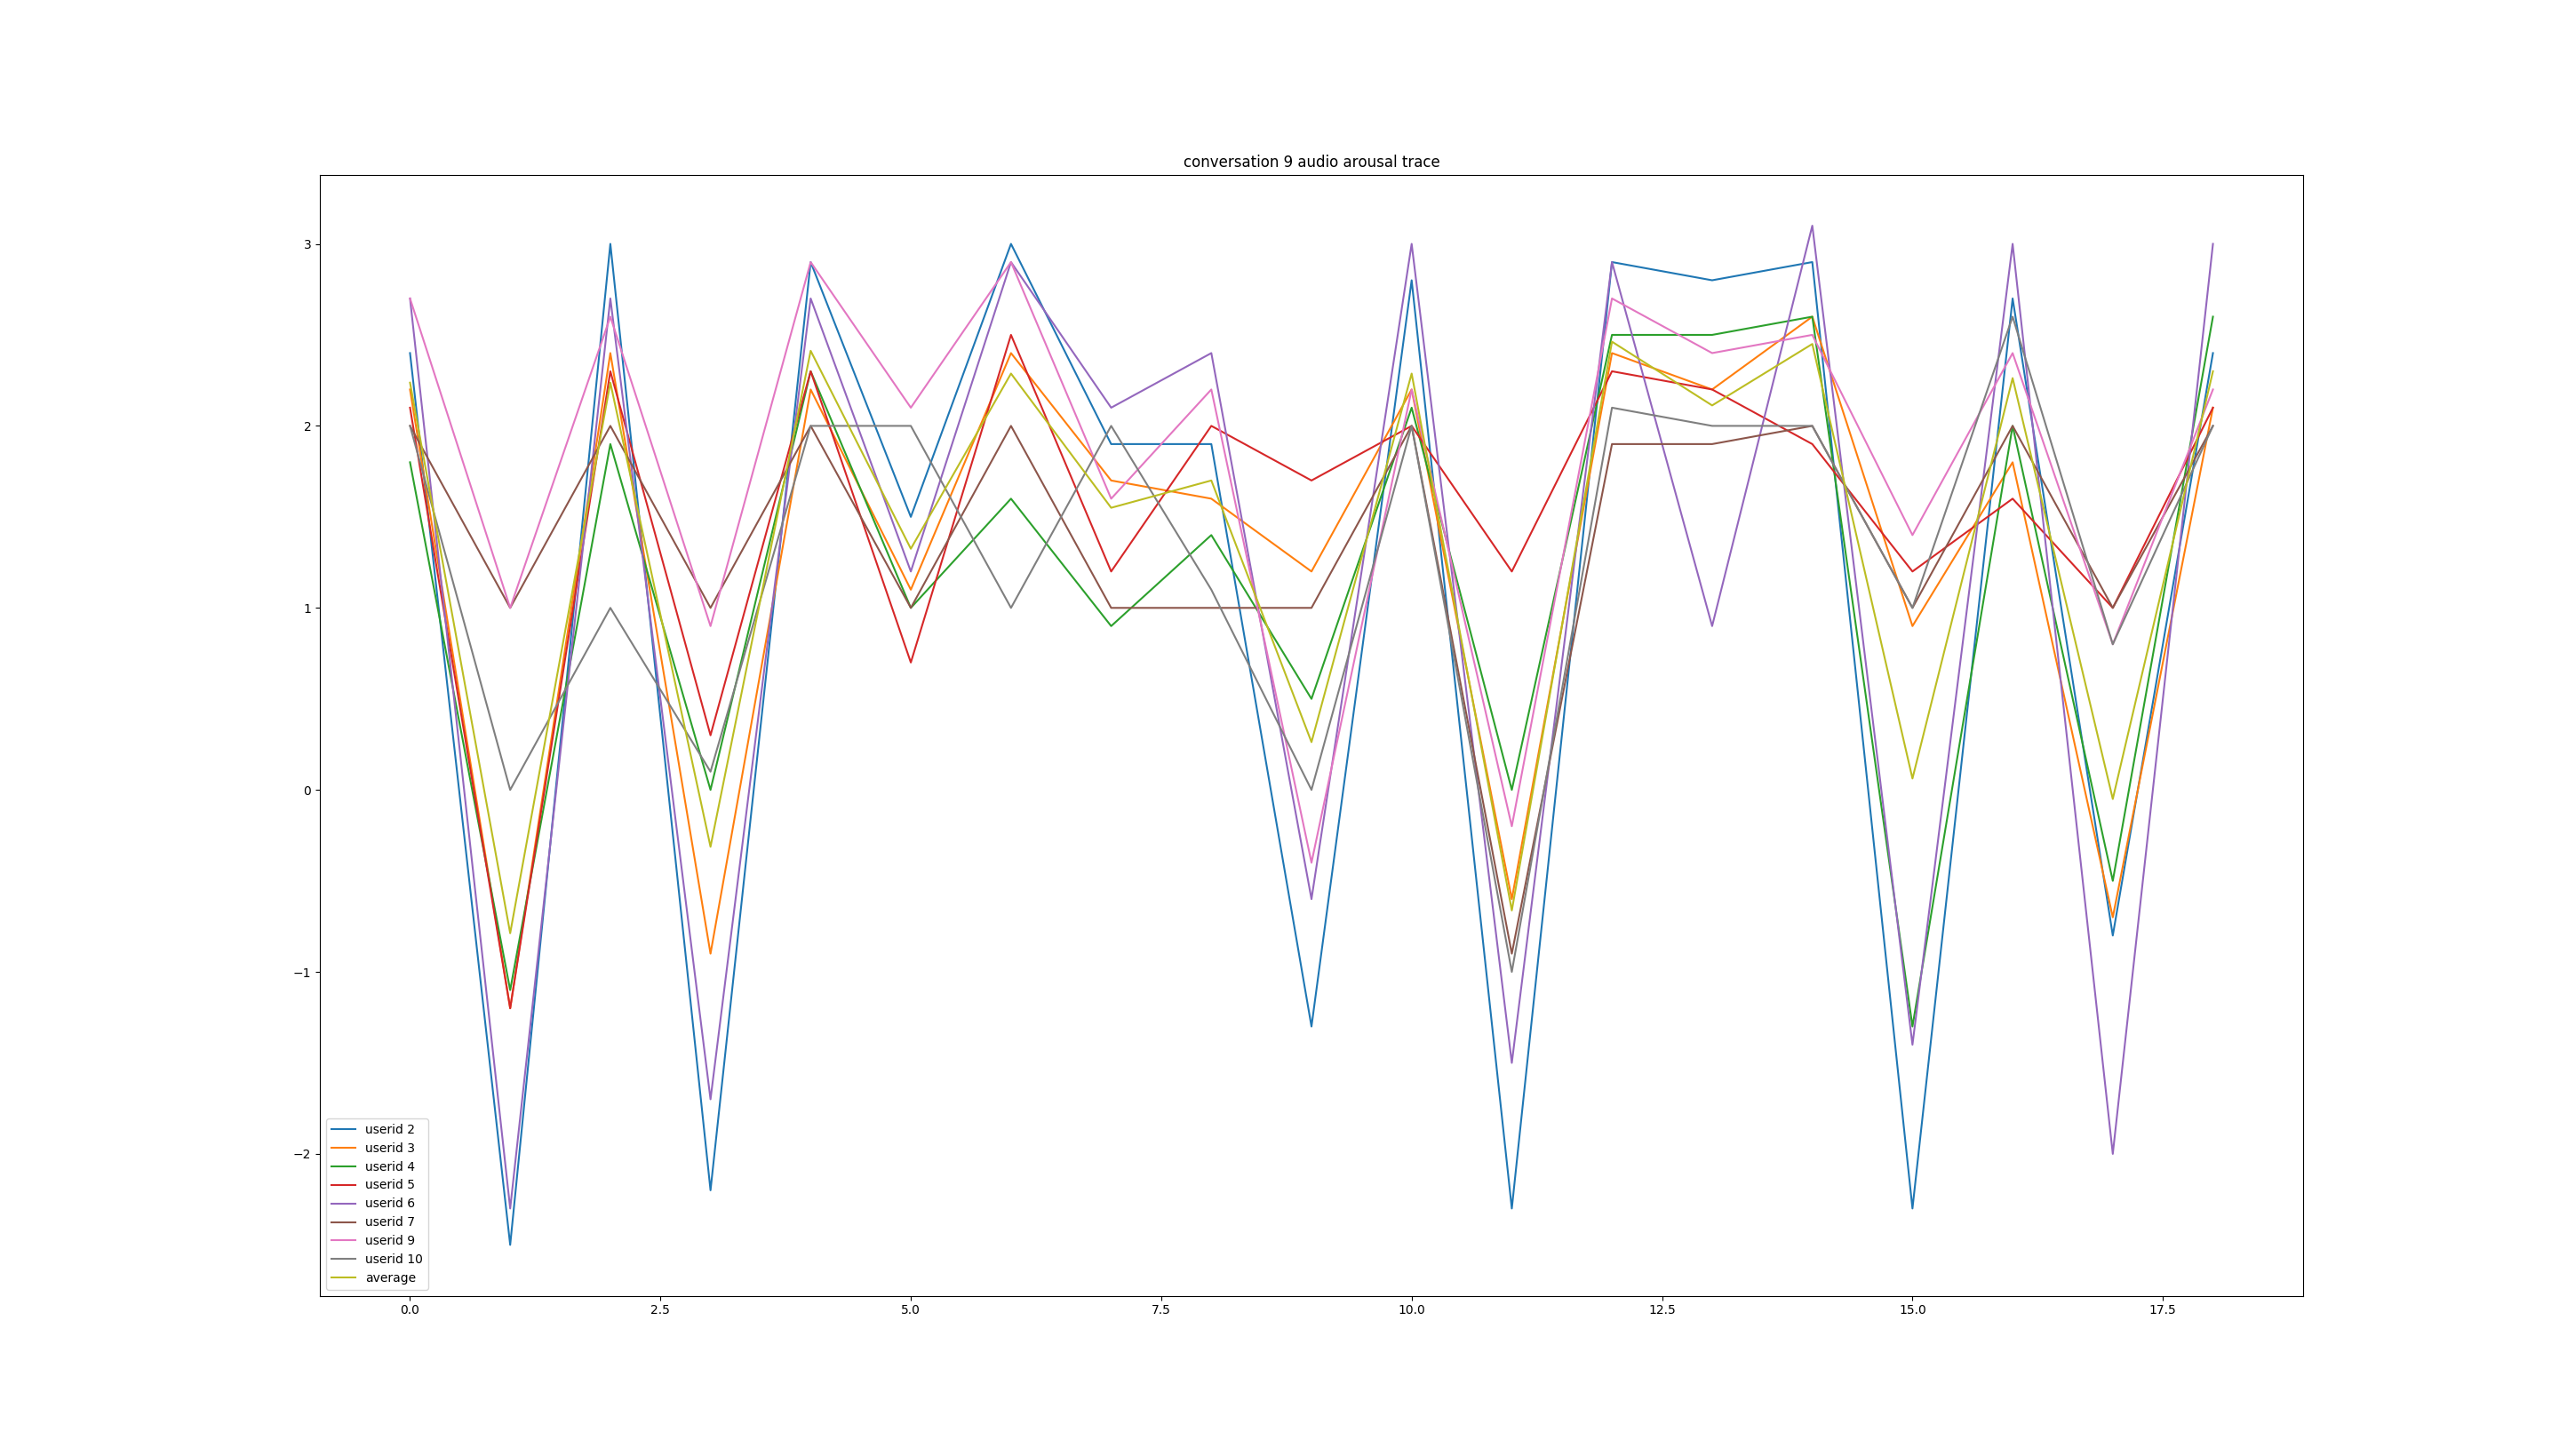 conversation 9 audio arousal trace
3
2
1
0
−1
−2
userid 2
userid 3
userid 4
userid 5
userid 6
userid 7
userid 9
userid 10
average
0.0 2.5 5.0 7.5 10.0 12.5 15.0 17.5